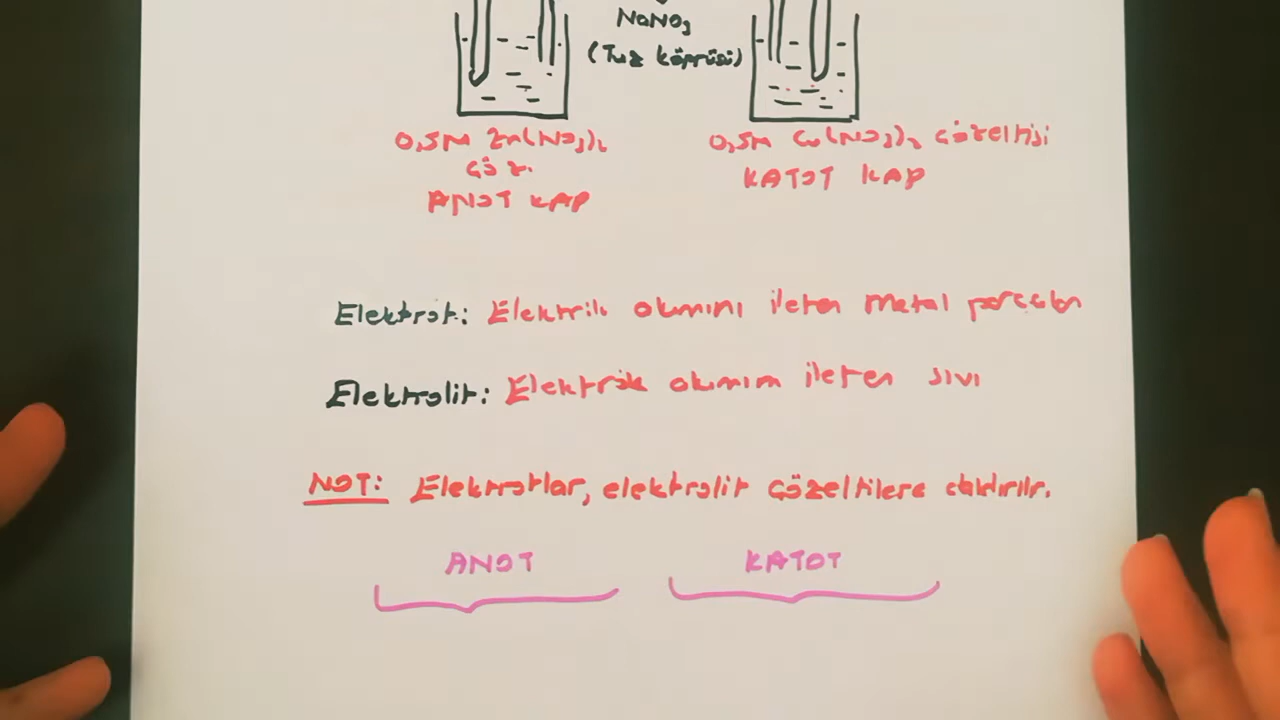 NaNO₃
(Tuz köprüsü)
0,5M Zn(NO₃)₂
çöz.
ANOT KAP
0,5M Cu(NO₃)₂ çözeltisi
KATOT KAP
Elektrot: Elektrik akımını ileten metal parçaları
Elektrolit: Elektrik akımını ileten sıvı
NOT: Elektrotlar, elektrolit çözeltilere daldırılır.
ANOT KATOT